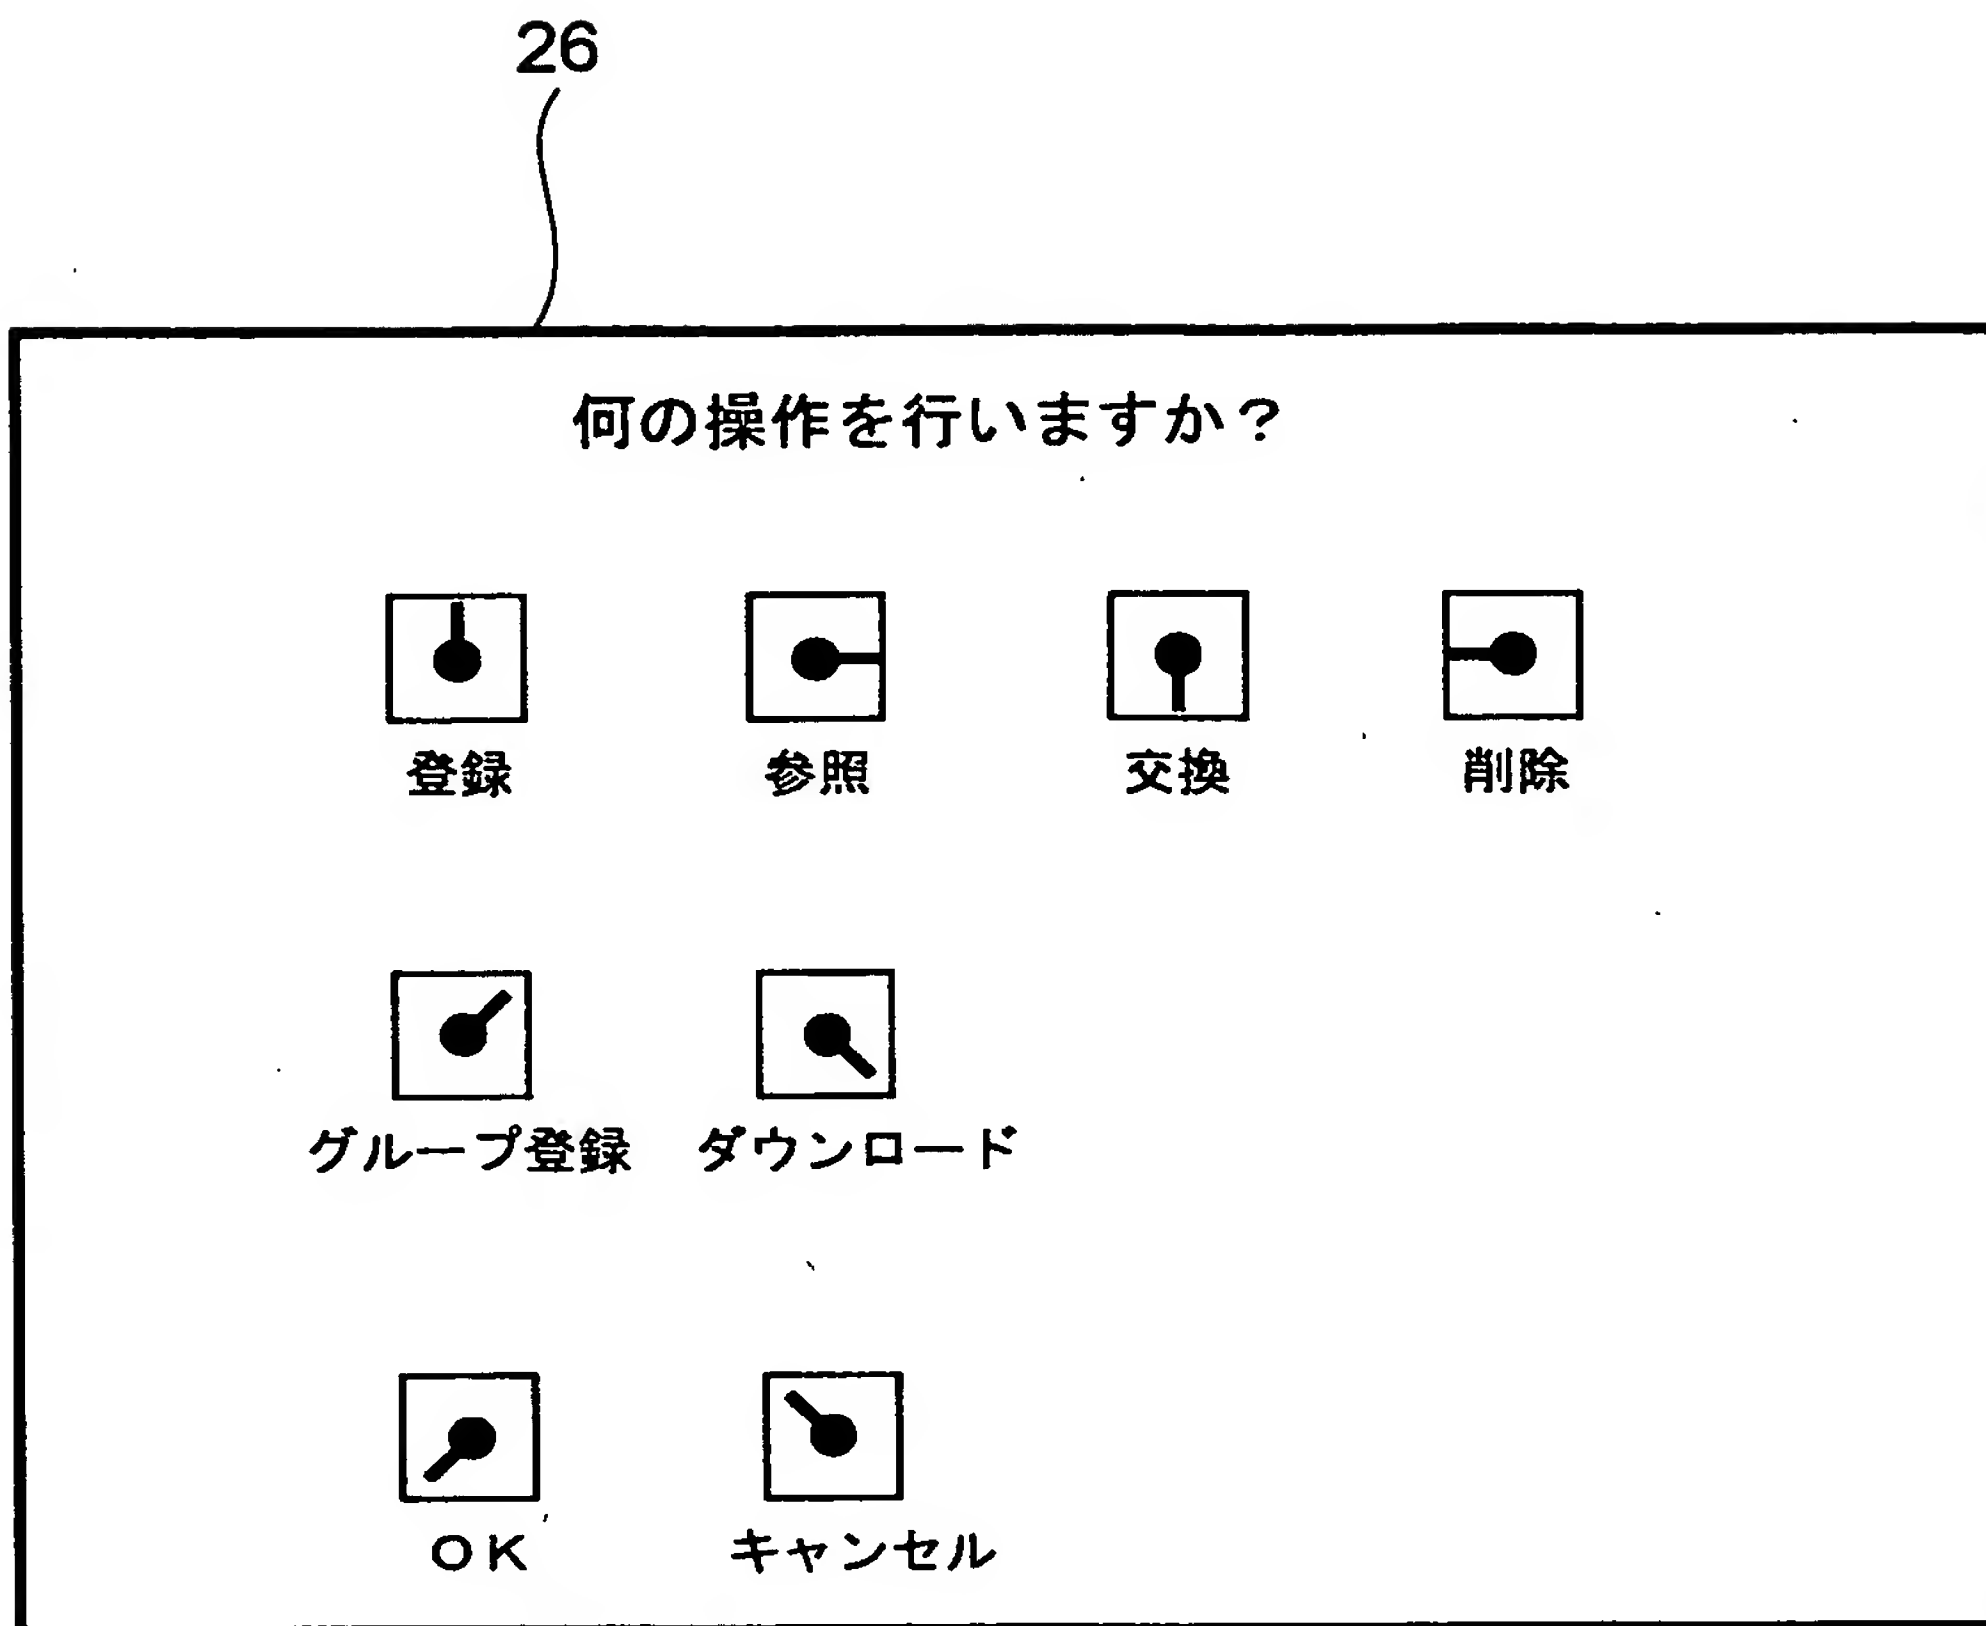 26
何の操作を行いますか？
登録 参照 交換 削除
グループ登録 ダウンロード
ＯＫ キャンセル